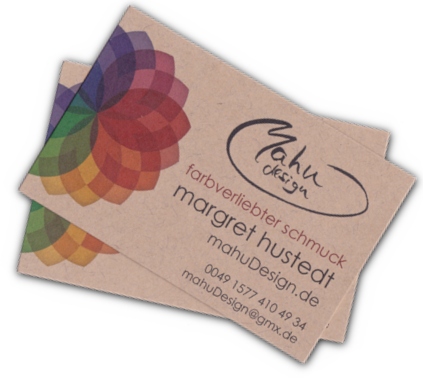 Mahu
design
farbverliebter schmuck
margret hustedt
mahuDesign.de
0049 1577 410 49 34
mahuDesign@gmx.de